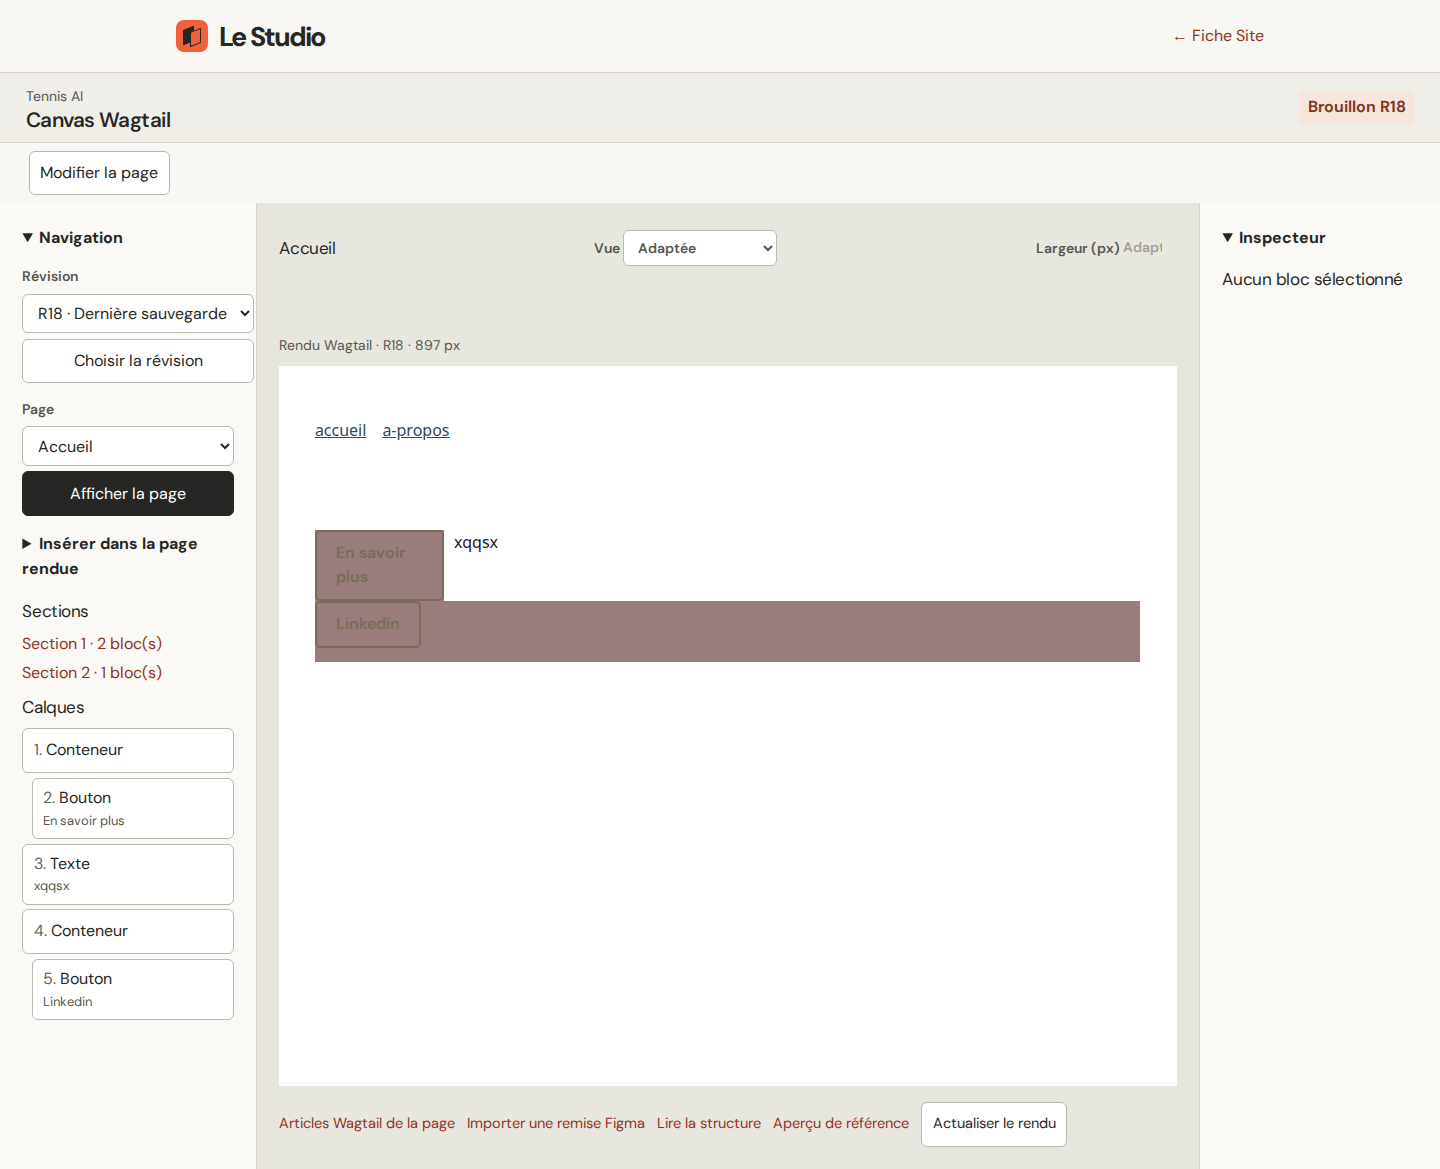 Le Studio
← Fiche Site
Tennis AI
Canvas Wagtail
Brouillon R18
Modifier la page
Navigation
Révision
R18 · Dernière sauvegarde
Choisir la révision
Page
Accueil
Afficher la page
Insérer dans la page
rendue
Sections
Section 1 · 2 bloc(s)
Section 2 · 1 bloc(s)
Calques
1. Conteneur
2. Bouton
En savoir plus
3. Texte
xqqsx
4. Conteneur
5. Bouton
Linkedin
Accueil
Vue Adaptée
Largeur (px) Adapt
Rendu Wagtail · R18 · 897 px
accueil a-propos
En savoir
plus
xqqsx
Linkedin
Articles Wagtail de la page Importer une remise Figma Lire la structure Aperçu de référence Actualiser le rendu
Inspecteur
Aucun bloc sélectionné